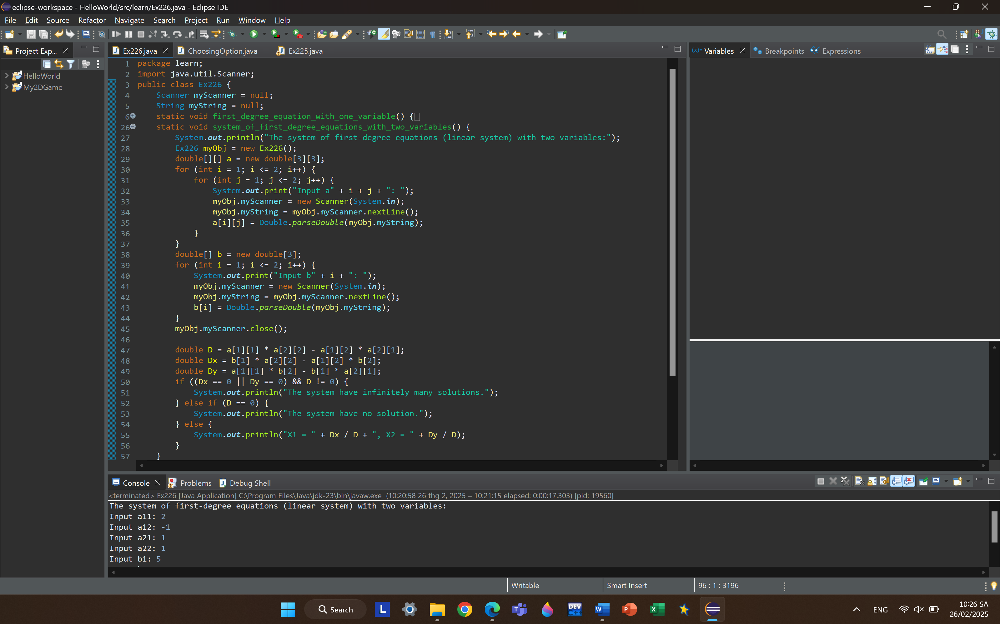 eclipse-workspace - HelloWorld/src/learn/Ex226.java - Eclipse IDE
File Edit Source Refactor Navigate Search Project Run Window Help
Project Exp...
HelloWorld
My2DGame
Ex226.java ChoosingOption.java Ex225.java
1 package learn;
2 import java.util.Scanner;
3 public class Ex226 {
4 Scanner myScanner = null;
5 String myString = null;
6 static void first_degree_equation_with_one_variable() {
26 static void system_of_first_degree_equations_with_two_variables() {
27 System.out.println("The system of first-degree equations (linear system) with two variables:");
28 Ex226 myObj = new Ex226();
29 double[][] a = new double[3][3];
30 for (int i = 1; i <= 2; i++) {
31 for (int j = 1; j <= 2; j++) {
32 System.out.print("Input a" + i + j + ": ");
33 myObj.myScanner = new Scanner(System.in);
34 myObj.myString = myObj.myScanner.nextLine();
35 a[i][j] = Double.parseDouble(myObj.myString);
36 }
37 }
38 double[] b = new double[3];
39 for (int i = 1; i <= 2; i++) {
40 System.out.print("Input b" + i + ": ");
41 myObj.myScanner = new Scanner(System.in);
42 myObj.myString = myObj.myScanner.nextLine();
43 b[i] = Double.parseDouble(myObj.myString);
44 }
45 myObj.myScanner.close();
46
47 double D = a[1][1] * a[2][2] - a[1][2] * a[2][1];
48 double Dx = b[1] * a[2][2] - a[1][2] * b[2];
49 double Dy = a[1][1] * b[2] - b[1] * a[2][1];
50 if ((Dx == 0 || Dy == 0) && D != 0) {
51 System.out.println("The system have infinitely many solutions.");
52 } else if (D == 0) {
53 System.out.println("The system have no solution.");
54 } else {
55 System.out.println("X1 = " + Dx / D + ", X2 = " + Dy / D);
56 }
57 }
(x)= Variables Breakpoints Expressions
Console Problems Debug Shell
<terminated> Ex226 [Java Application] C:\Program Files\Java\jdk-23\bin\javaw.exe (10:20:58 26 thg 2, 2025 – 10:21:15 elapsed: 0:00:17.303) [pid: 19560]
The system of first-degree equations (linear system) with two variables:
Input a11: 2
Input a12: -1
Input a21: 1
Input a22: 1
Input b1: 5
Writable Smart Insert 96 : 1 : 3196
Search
L
DEV
C++
ENG
10:26 SA
26/02/2025